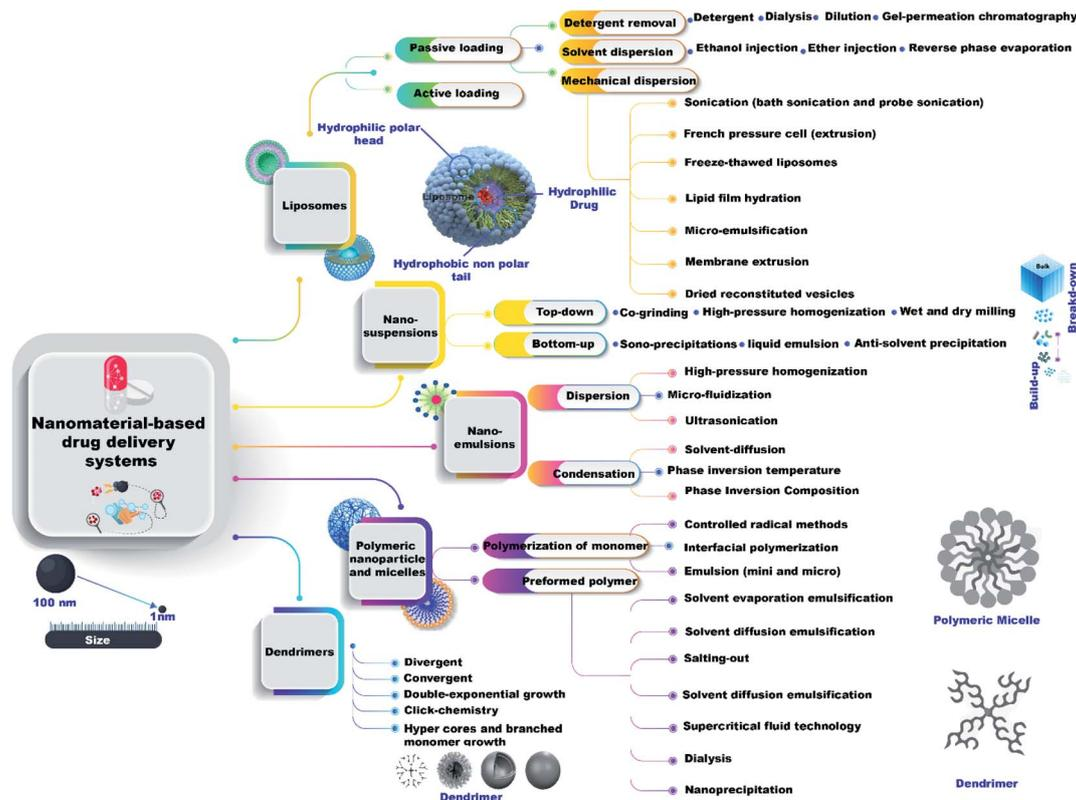 Detergent removal
Detergent • Dialysis • Dilution • Gel-permeation chromatography
Passive loading
Solvent dispersion
Ethanol injection • Ether injection • Reverse phase evaporation
Mechanical dispersion
Active loading
Sonication (bath sonication and probe sonication)
French pressure cell (extrusion)
Freeze-thawed liposomes
Lipid film hydration
Micro-emulsification
Membrane extrusion
Dried reconstituted vesicles
Hydrophilic polar
head
Liposome
Hydrophilic
Drug
Hydrophobic non polar
tail
Liposomes
Nano-
suspensions
Top-down
Co-grinding • High-pressure homogenization • Wet and dry milling
Bottom-up
Sono-precipitations • liquid emulsion • Anti-solvent precipitation
Bulk
Breakd-own
Build-up
Nanomaterial-based
drug delivery
systems
Nano-
emulsions
Dispersion
High-pressure homogenization
Micro-fluidization
Ultrasonication
Condensation
Solvent-diffusion
Phase inversion temperature
Phase Inversion Composition
Polymeric
nanoparticle
and micelles
Polymerization of monomer
Controlled radical methods
Interfacial polymerization
Emulsion (mini and micro)
Preformed polymer
Solvent evaporation emulsification
Solvent diffusion emulsification
Salting-out
Solvent diffusion emulsification
Supercritical fluid technology
Dialysis
Nanoprecipitation
100 nm
1nm
Size
Dendrimers
Divergent
Convergent
Double-exponential growth
Click-chemistry
Hyper cores and branched
monomer growth
Dendrimer
Polymeric Micelle
Dendrimer